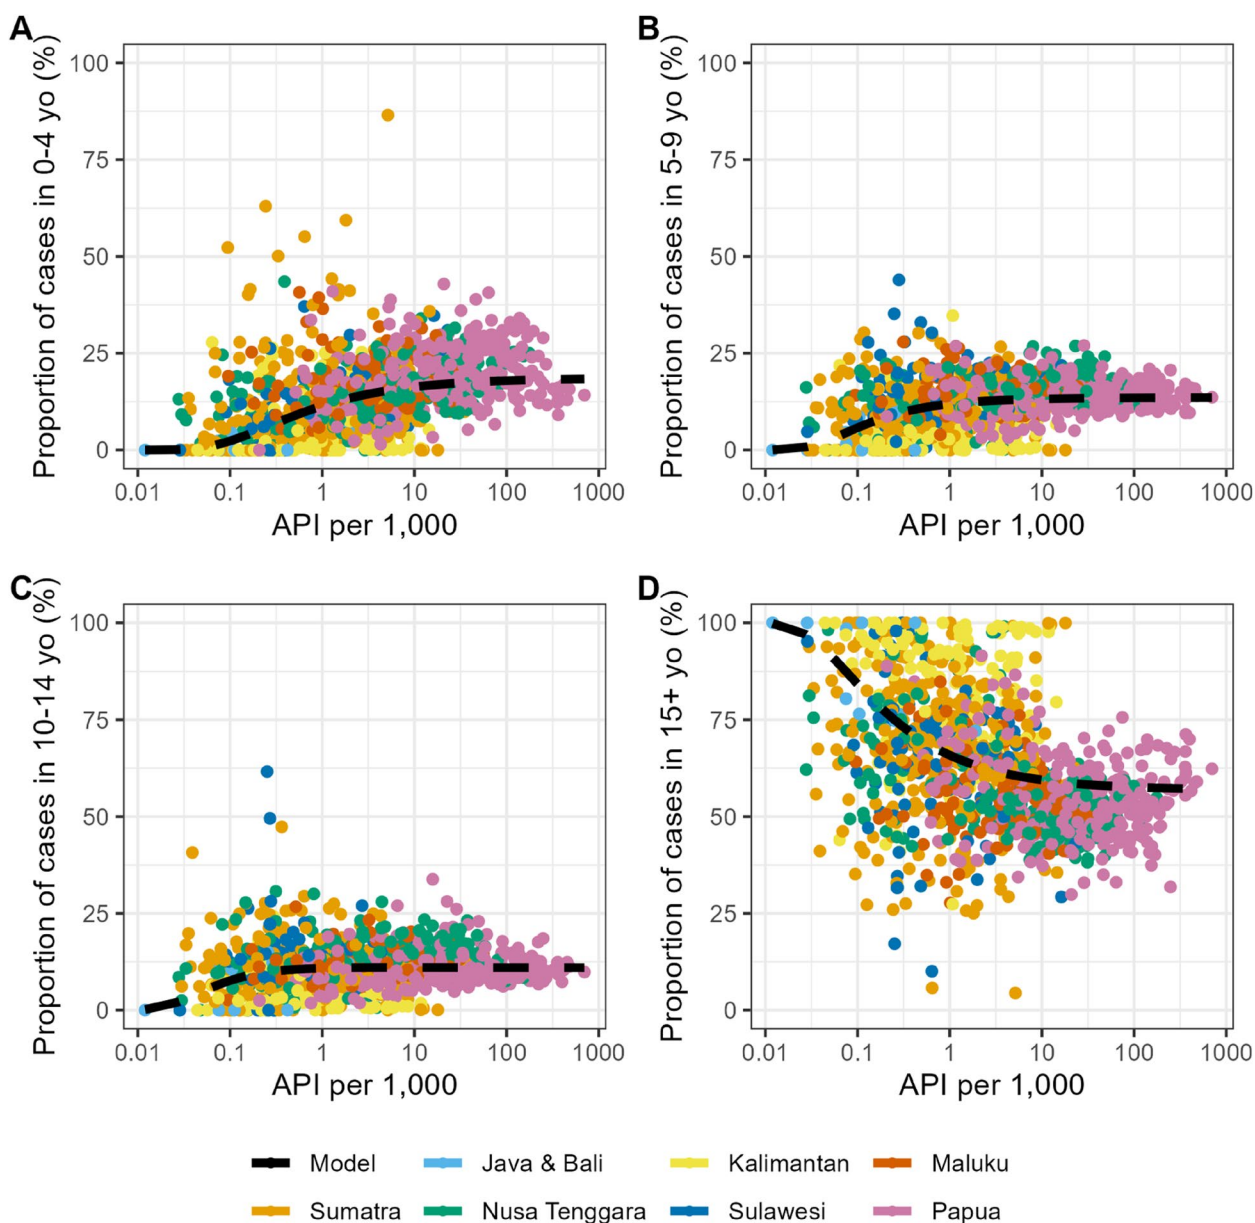 A
B
Proportion of cases in 0-4 yo (%)
100
75
50
25
0
0.01 0.1 1 10 100 1000
API per 1,000
Proportion of cases in 5-9 yo (%)
100
75
50
25
0
0.01 0.1 1 10 100 1000
API per 1,000
C
D
Proportion of cases in 10-14 yo (%)
100
75
50
25
0
0.01 0.1 1 10 100 1000
API per 1,000
Proportion of cases in 15+ yo (%)
100
75
50
25
0
0.01 0.1 1 10 100 1000
API per 1,000
Model Java & Bali Kalimantan Maluku
Sumatra Nusa Tenggara Sulawesi Papua